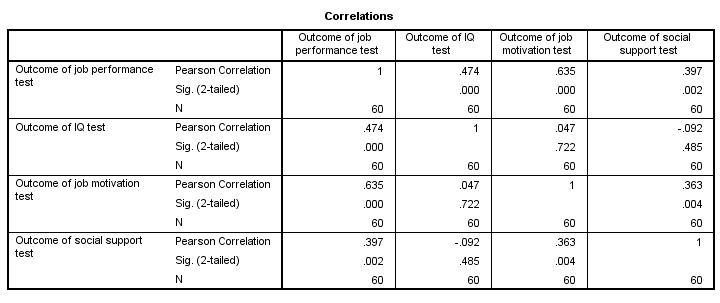 Correlations
Outcome of job performance test Outcome of IQ test Outcome of job motivation test Outcome of social support test
Outcome of job performance test Pearson Correlation 1 .474 .635 .397
Sig. (2-tailed) .000 .000 .002
N 60 60 60 60
Outcome of IQ test Pearson Correlation .474 1 .047 -.092
Sig. (2-tailed) .000 .722 .485
N 60 60 60 60
Outcome of job motivation test Pearson Correlation .635 .047 1 .363
Sig. (2-tailed) .000 .722 .004
N 60 60 60 60
Outcome of social support test Pearson Correlation .397 -.092 .363 1
Sig. (2-tailed) .002 .485 .004
N 60 60 60 60